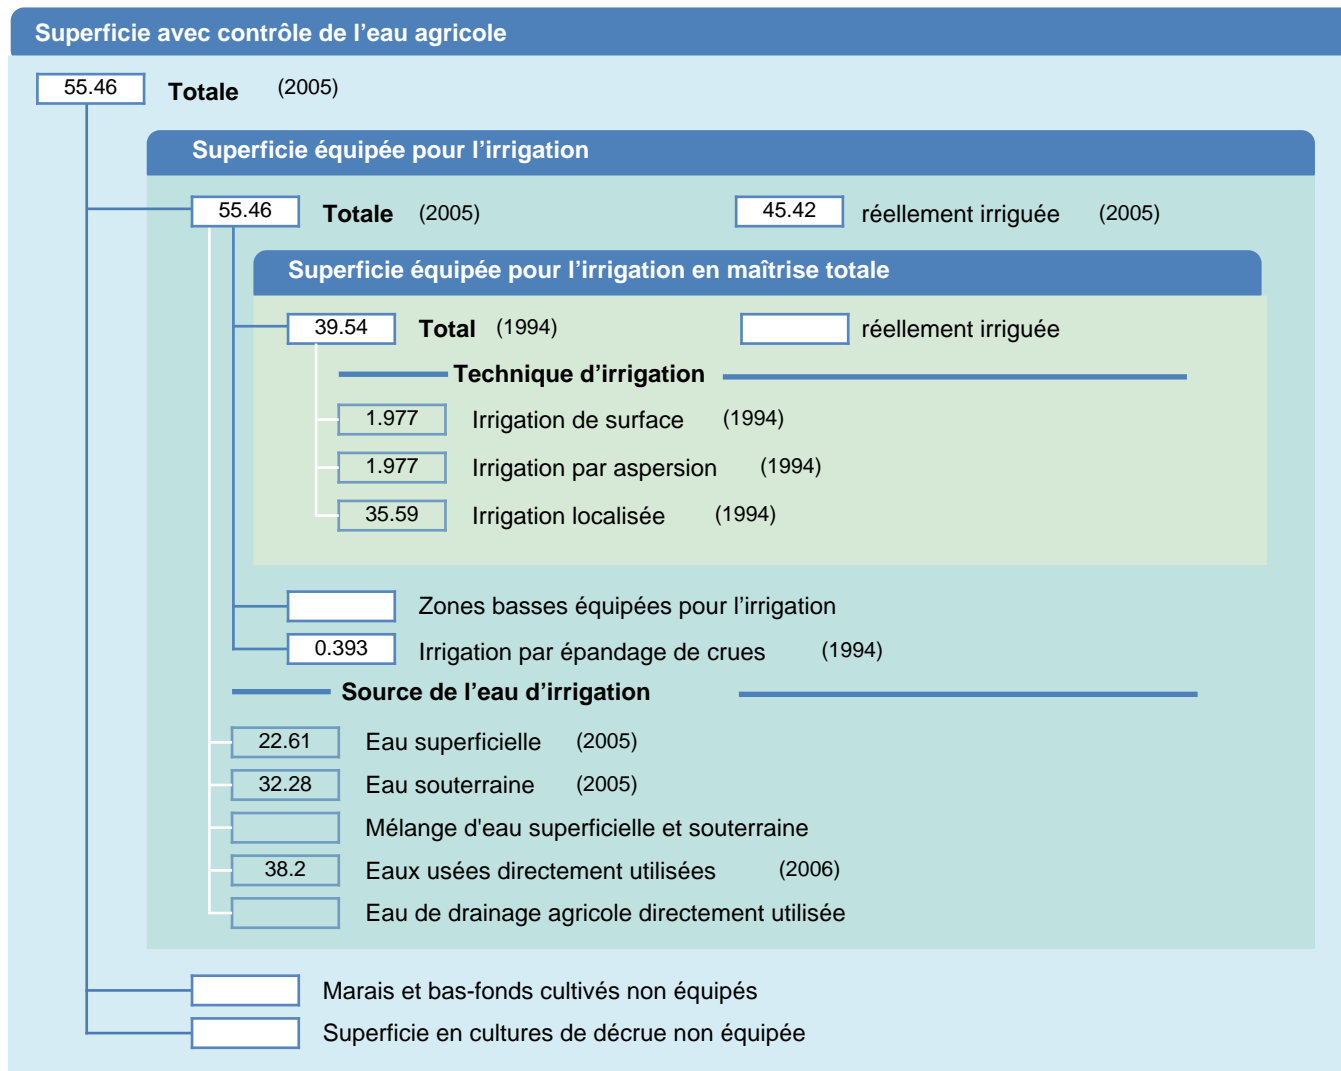 Superficie avec contrôle de l’eau agricole
55.46 Totale (2005)
Superficie équipée pour l’irrigation
55.46 Totale (2005) 45.42 réellement irriguée (2005)
Superficie équipée pour l’irrigation en maîtrise totale
39.54 Total (1994) réellement irriguée
Technique d’irrigation
1.977 Irrigation de surface (1994)
1.977 Irrigation par aspersion (1994)
35.59 Irrigation localisée (1994)
Zones basses équipées pour l’irrigation
0.393 Irrigation par épandage de crues (1994)
Source de l’eau d’irrigation
22.61 Eau superficielle (2005)
32.28 Eau souterraine (2005)
Mélange d'eau superficielle et souterraine
38.2 Eaux usées directement utilisées (2006)
Eau de drainage agricole directement utilisée
Marais et bas-fonds cultivés non équipés
Superficie en cultures de décrue non équipée